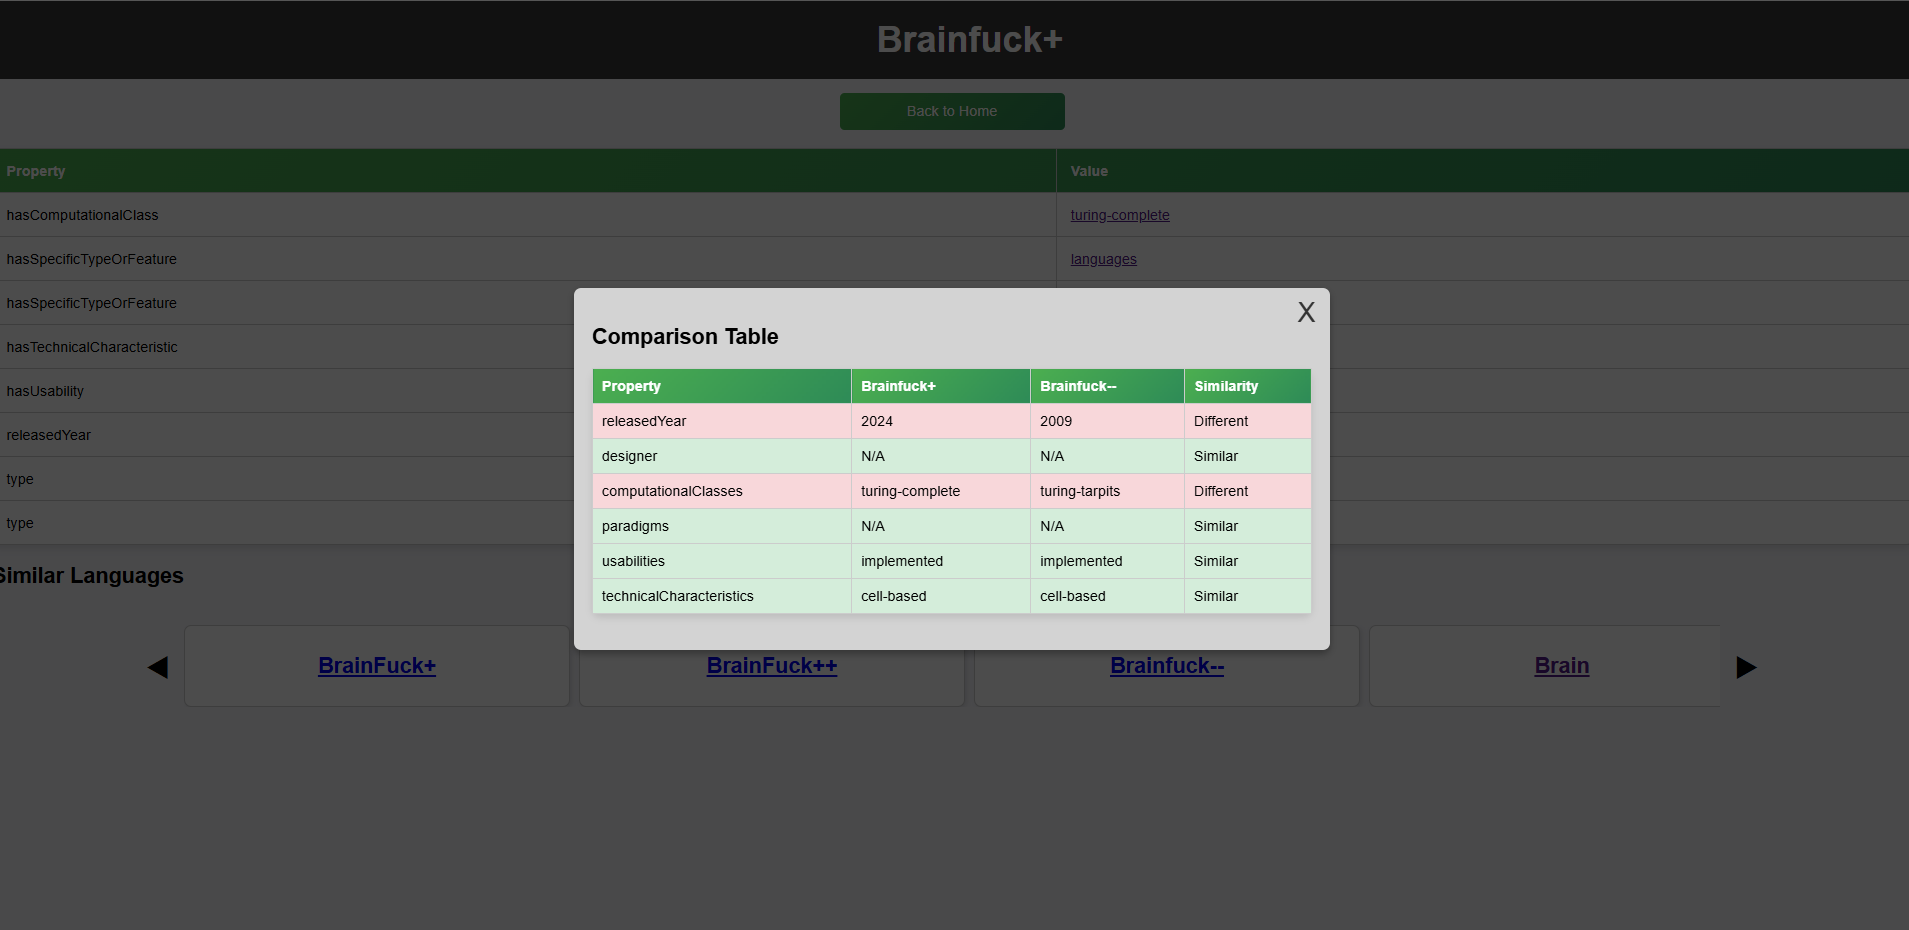 Brainfuck+
Back to Home
Property Value
hasComputationalClass turing-complete
hasSpecificTypeOrFeature languages
hasSpecificTypeOrFeature
hasTechnicalCharacteristic
hasUsability
releasedYear
type
type
X
Comparison Table
Property Brainfuck+ Brainfuck-- Similarity
releasedYear 2024 2009 Different
designer N/A N/A Similar
computationalClasses turing-complete turing-tarpits Different
paradigms N/A N/A Similar
usabilities implemented implemented Similar
technicalCharacteristics cell-based cell-based Similar
Similar Languages
BrainFuck+ BrainFuck++ Brainfuck-- Brain